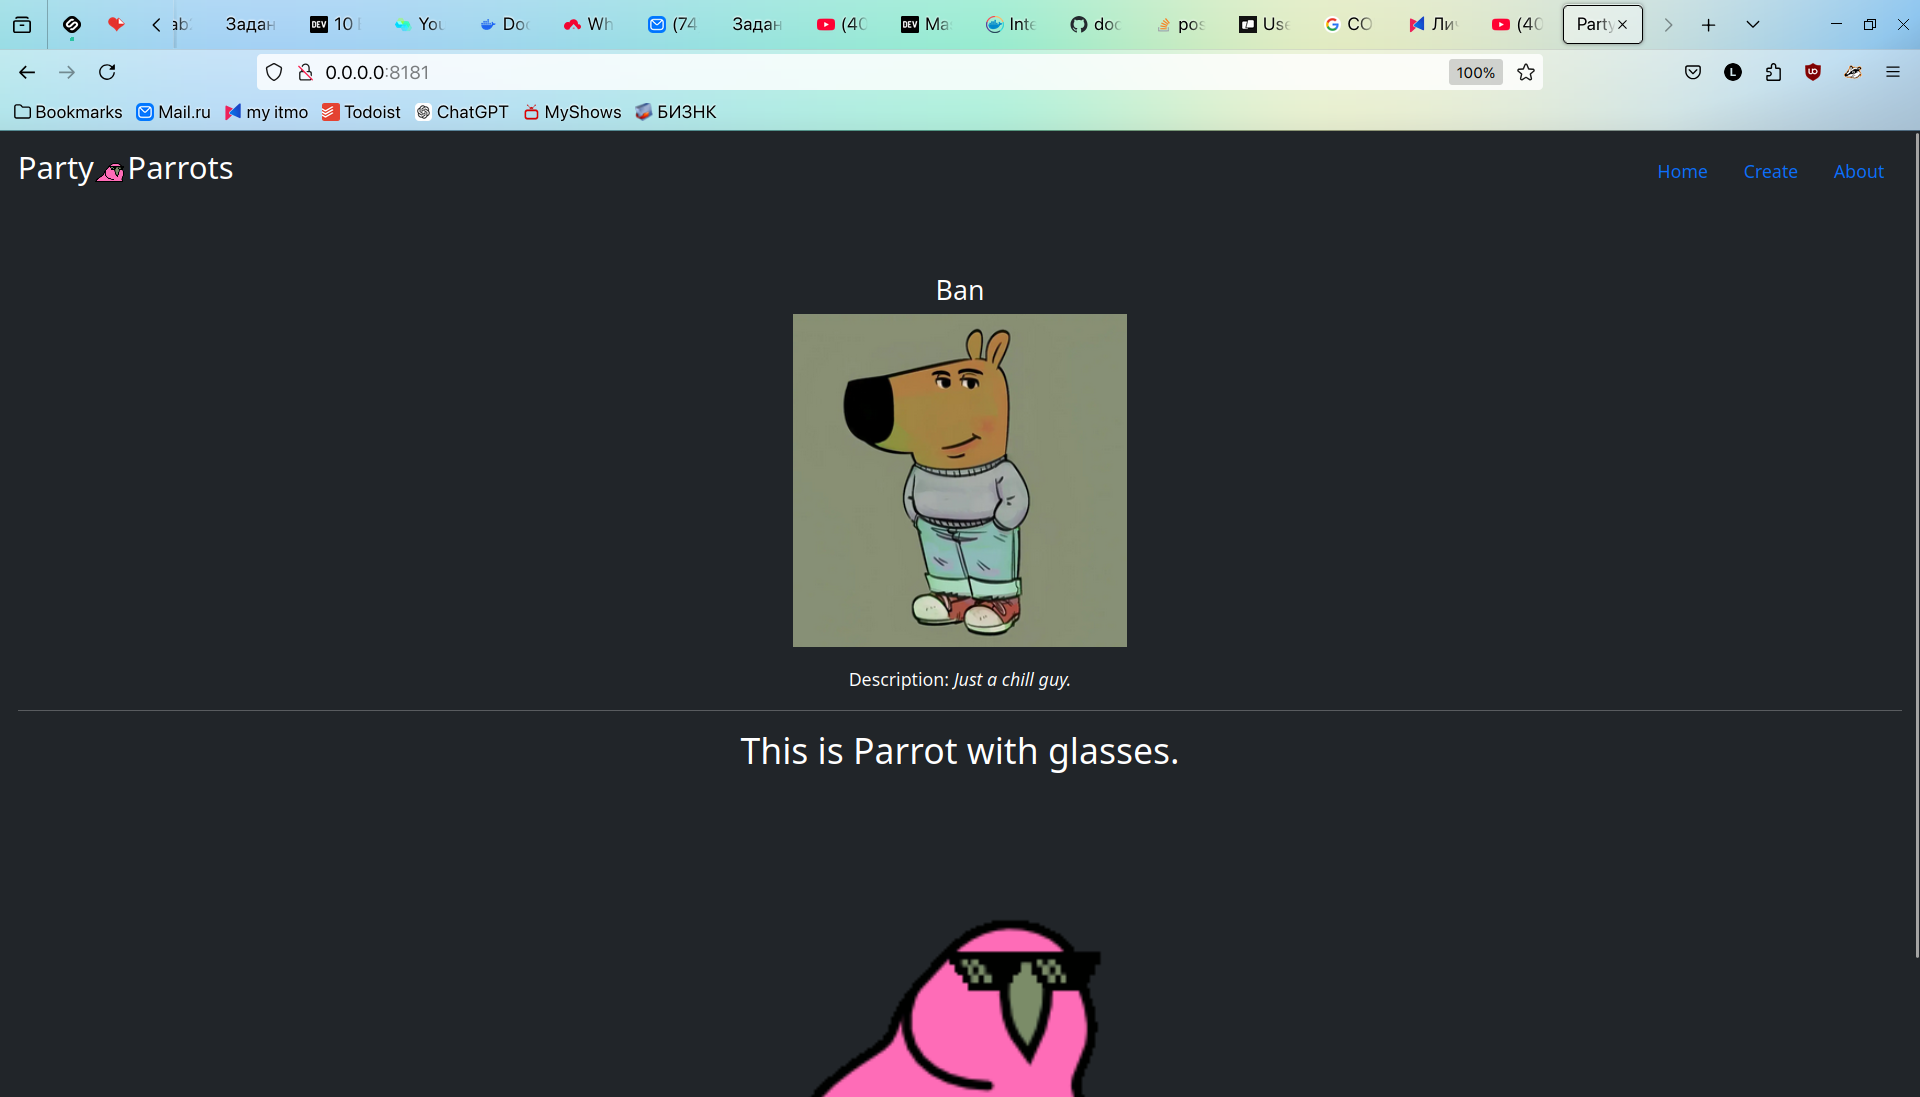 Задан
DEV 10
You
Doc
Wh
(74
Задан
(40
DEV Ma
Inte
doc
pos
Use
CO
Ли
(40
Party
0.0.0.0:8181
100%
L
Bookmarks Mail.ru my itmo Todoist ChatGPT MyShows БИЗНК
Party Parrots
Home Create About
Ban
Description: Just a chill guy.
This is Parrot with glasses.